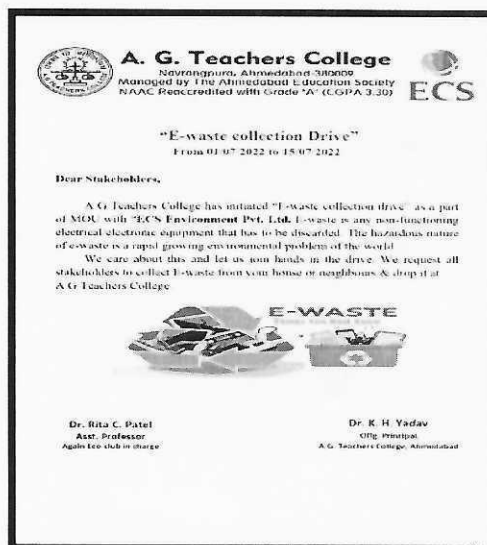 A. G. Teachers College
Navrangpura, Ahmedabad-380009
Managed by The Ahmedabad Education Society
NAAC Reaccredited with Grade "A" (CGPA 3.30)
ECS
"E-waste collection Drive"
From 01/07/2022 to 15/07/2022
Dear Stakeholders,
A G Teachers College has initiated "E-waste collection drive" as a part
of MOU with "ECS Environment Pvt. Ltd. E-waste is any non-functioning
electrical electronic equipment that has to be discarded. The hazardous nature
of e-waste is a rapid growing environmental problem of the world
We care about this and let us join hands in the drive. We request all
stakeholders to collect E-waste from your house or neighbours & drop it at
A G Teachers College
E-WASTE
Dr. Rita C. Patel
Asst. Professor
Again Eco club in charge
Dr. K. H. Yadav
Offg. Principal
A.G. Teachers College, Ahmedabad